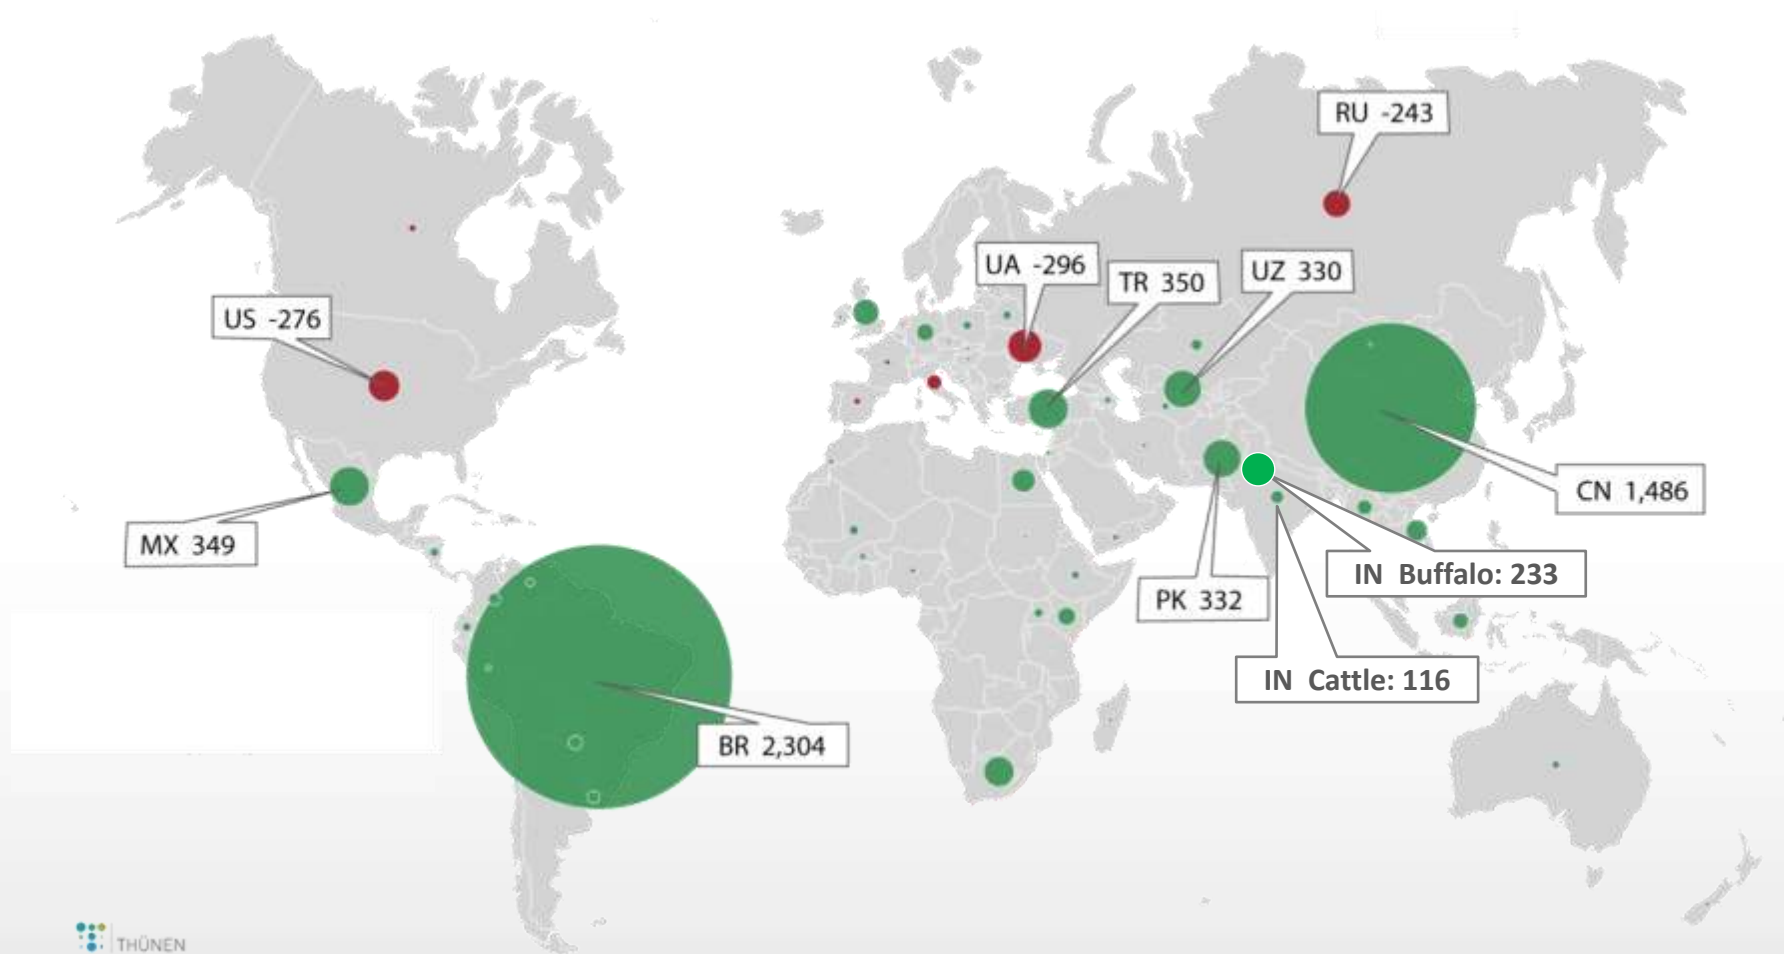 RU -243
UA -296
TR 350
UZ 330
US -276
CN 1,486
MX 349
IN Buffalo: 233
PK 332
IN Cattle: 116
BR 2,304
THÜNEN